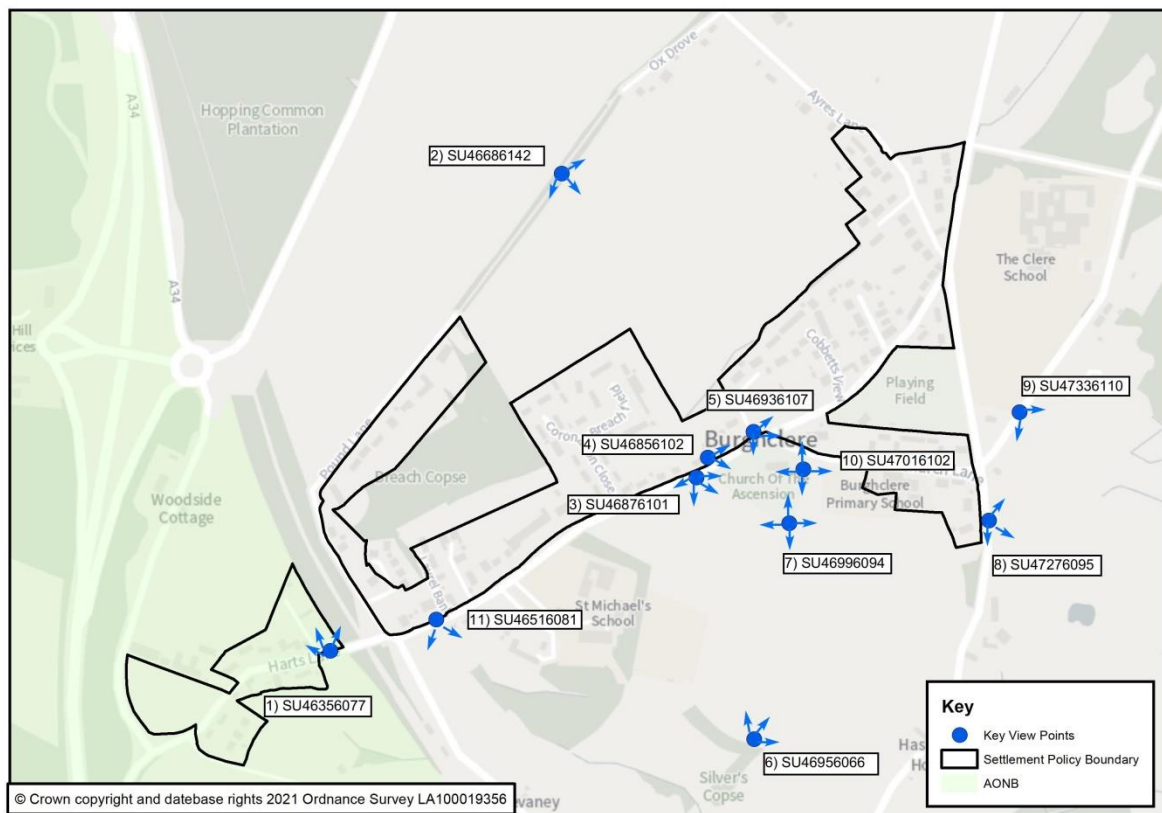 Ox Drove
A34
Hopping Common
Plantation
Ayres Lane
2) SU46686142
The Clere
School
A34
Hill
ices
Cobbetts View
Playing
Field
9) SU47336110
5) SU46936107
Field
Breach
Close
4) SU46856102
Burghclere
Pound Lane
10) SU47016102
Breach Copse
Church Of The
Ascension
Lane
Burghclere
Primary School
Woodside
Cottage
3) SU46876101
7) SU46996094
8) SU47276095
St Michael's
School
11) SU46516081
Harts
1) SU46356077
Silver's
Copse
6) SU46956066
Key
Key View Points
Settlement Policy Boundary
AONB
© Crown copyright and datebase rights 2021 Ordnance Survey LA100019356